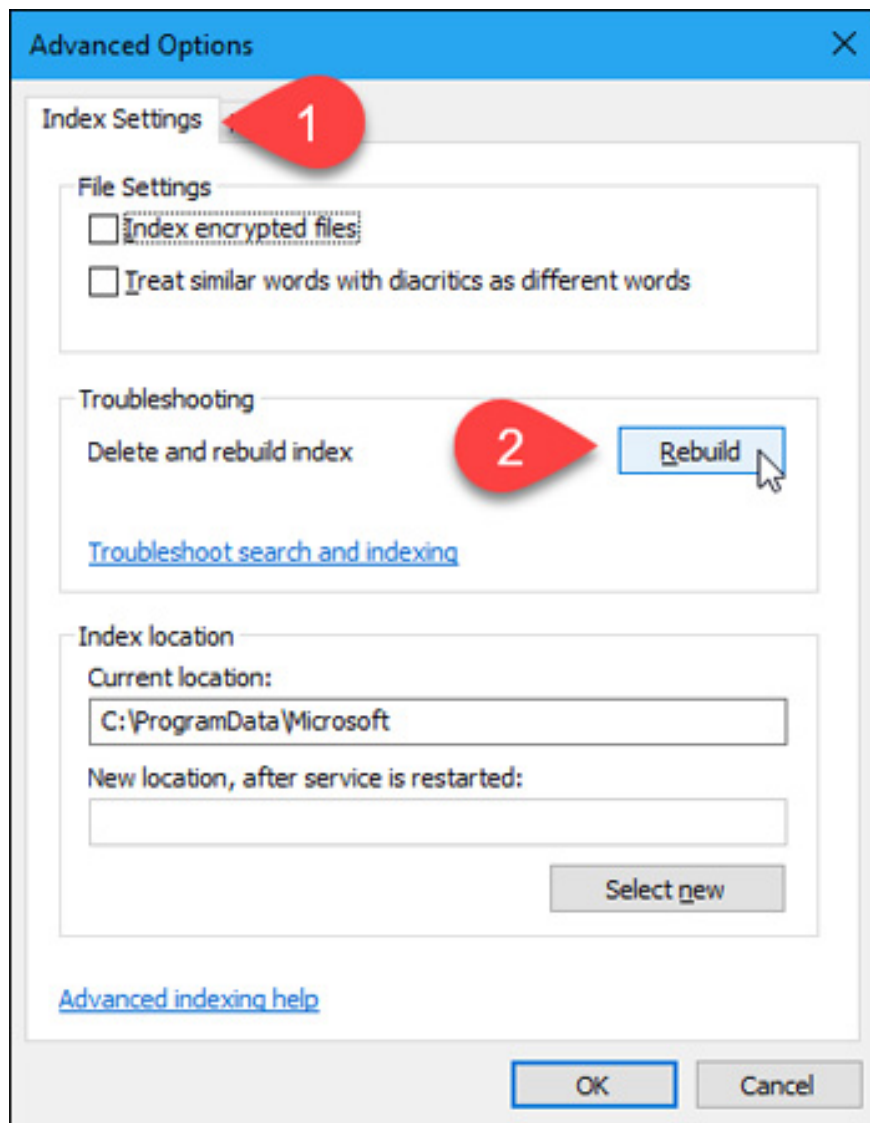 Advanced Options
Index Settings
1
File Settings
Index encrypted files
Treat similar words with diacritics as different words
Troubleshooting
Delete and rebuild index
2
Rebuild
Troubleshoot search and indexing
Index location
Current location:
C:\ProgramData\Microsoft
New location, after service is restarted:
Select new
Advanced indexing help
OK
Cancel